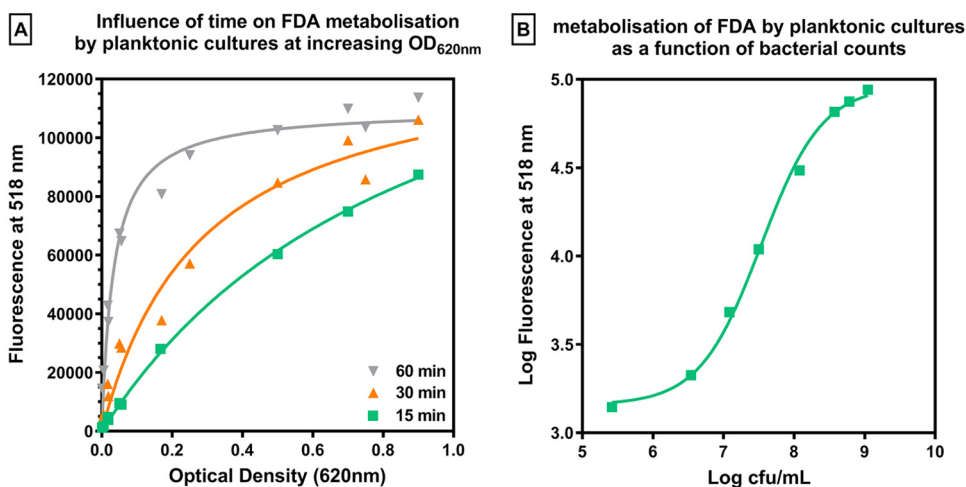 A
Influence of time on FDA metabolisation
by planktonic cultures at increasing OD620nm
120000
100000
80000
60000
40000
20000
0
Fluorescence at 518 nm
60 min
30 min
15 min
0.0 0.2 0.4 0.6 0.8 1.0
Optical Density (620nm)
B
metabolisation of FDA by planktonic cultures
as a function of bacterial counts
5.0
4.5
4.0
3.5
3.0
Log Fluorescence at 518 nm
5 6 7 8 9 10
Log cfu/mL